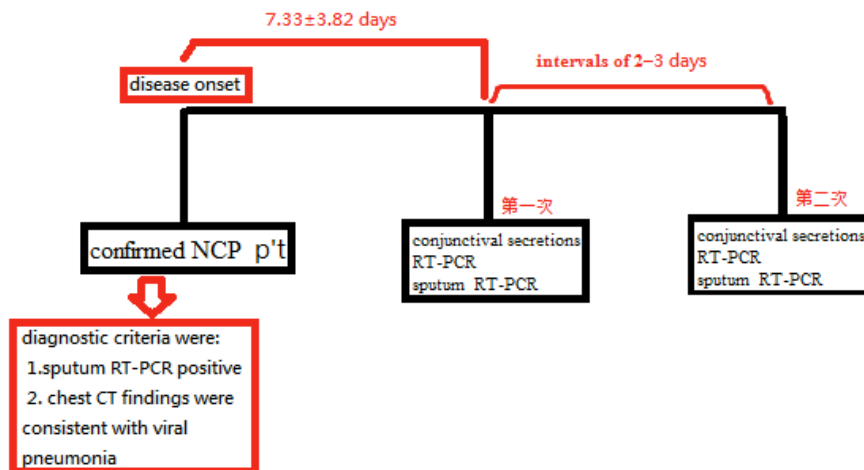 7.33±3.82 days
intervals of 2–3 days
disease onset
第一次
第二次
confirmed NCP p't
conjunctival secretions
RT-PCR
sputum RT-PCR
conjunctival secretions
RT-PCR
sputum RT-PCR
diagnostic criteria were:
1.sputum RT-PCR positive
2. chest CT findings were
consistent with viral
pneumonia